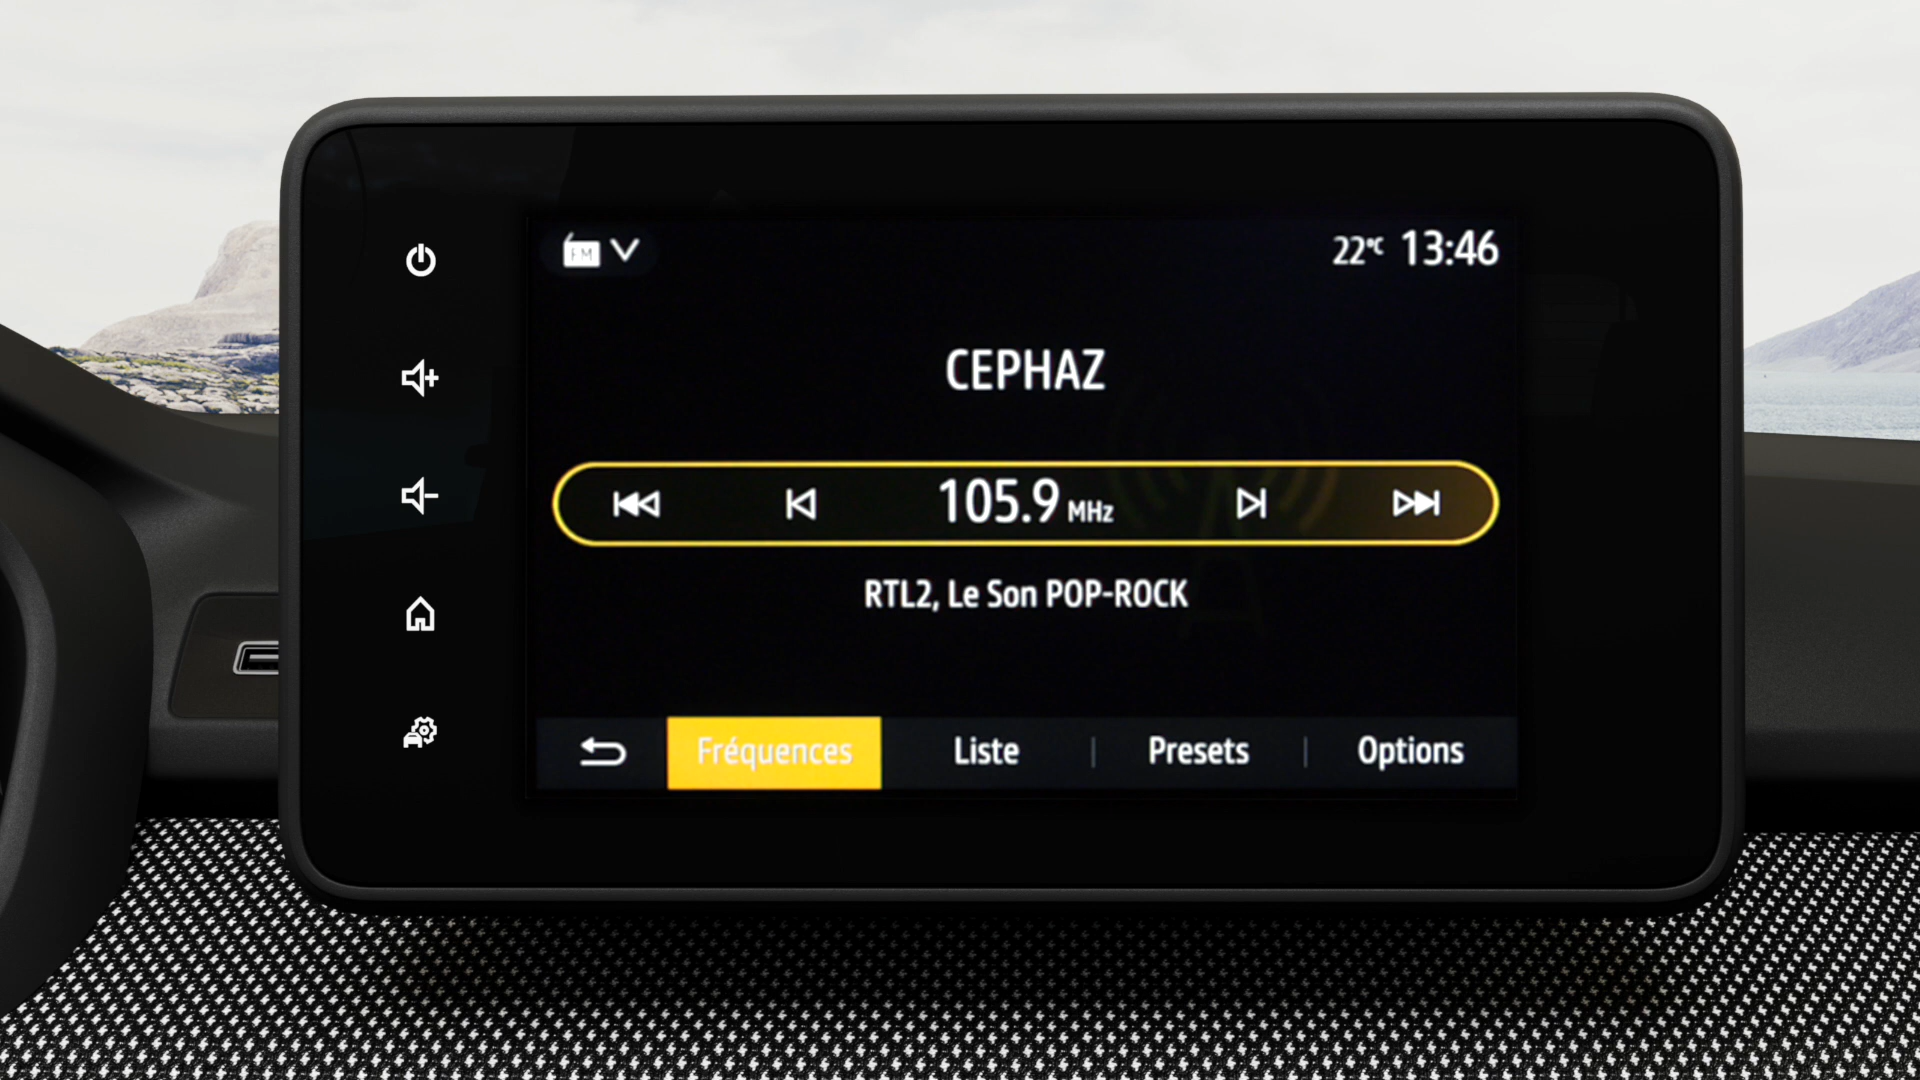 FM
22°C 13:46
CEPHAZ
105.9 MHz
RTL2, Le Son POP-ROCK
Fréquences Liste Presets Options